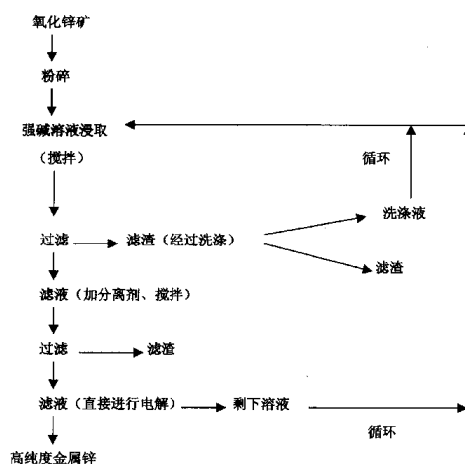 氧化锌矿
粉碎
强碱溶液浸取
（搅拌）
循环
洗涤液
过滤
滤渣（经过洗涤）
滤渣
滤液（加分离剂、搅拌）
过滤
滤渣
滤液（直接进行电解）
剩下溶液
循环
高纯度金属锌